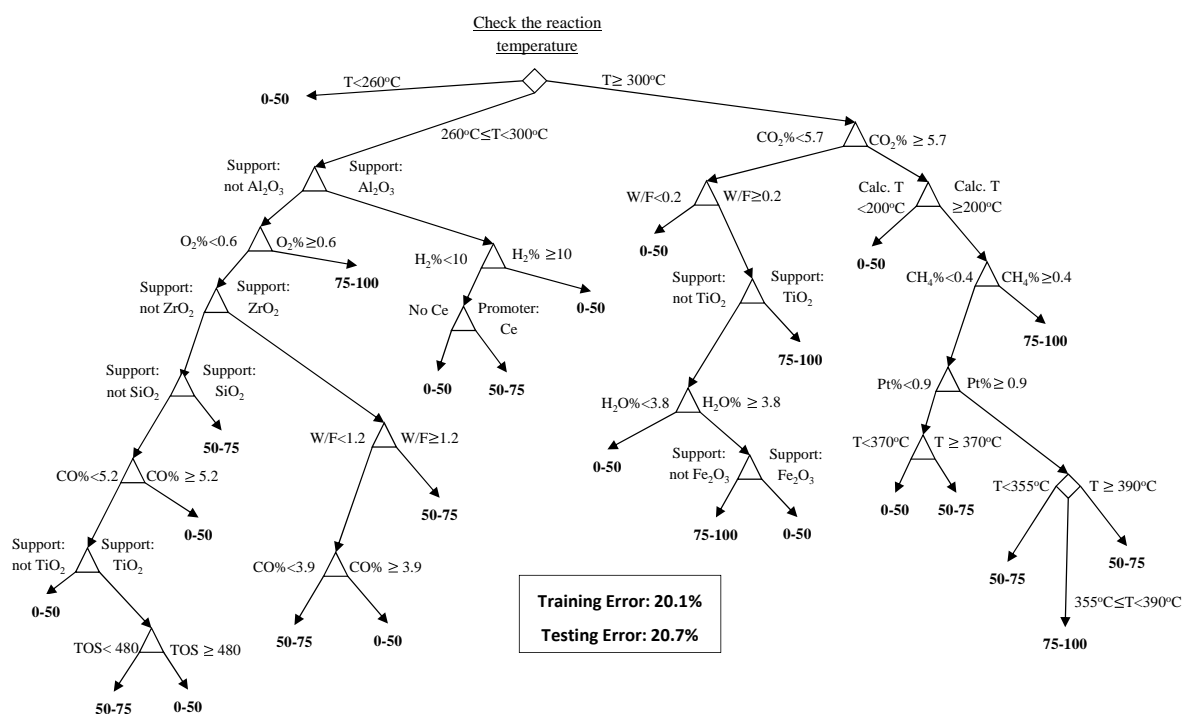 Check the reaction
temperature
T<260°C
T≥ 300°C
0-50
260°C≤T<300°C
CO₂%<5.7
CO₂% ≥ 5.7
Support:
not Al₂O₃
Support:
Al₂O₃
W/F<0.2
W/F≥0.2
Calc. T
<200°C
Calc. T
≥200°C
O₂%<0.6
O₂%≥0.6
H₂%<10
H₂% ≥10
0-50
0-50
75-100
CH₄%<0.4
CH₄%≥0.4
Support:
not ZrO₂
Support:
ZrO₂
No Ce
Promoter:
Ce
0-50
Support:
not TiO₂
Support:
TiO₂
75-100
75-100
0-50
50-75
Support:
not SiO₂
Support:
SiO₂
Pt%<0.9
Pt%≥ 0.9
H₂O%<3.8
H₂O% ≥ 3.8
50-75
W/F<1.2
W/F≥1.2
T<370°C
T ≥ 370°C
0-50
Support:
not Fe₂O₃
Support:
Fe₂O₃
CO%<5.2
CO% ≥ 5.2
T<355°C
T ≥ 390°C
0-50
50-75
50-75
0-50
75-100
0-50
Support:
not TiO₂
Support:
TiO₂
CO%<3.9
CO% ≥ 3.9
50-75
50-75
0-50
355°C≤T<390°C
Training Error: 20.1%
Testing Error: 20.7%
50-75
0-50
75-100
TOS< 480
TOS ≥ 480
50-75
0-50